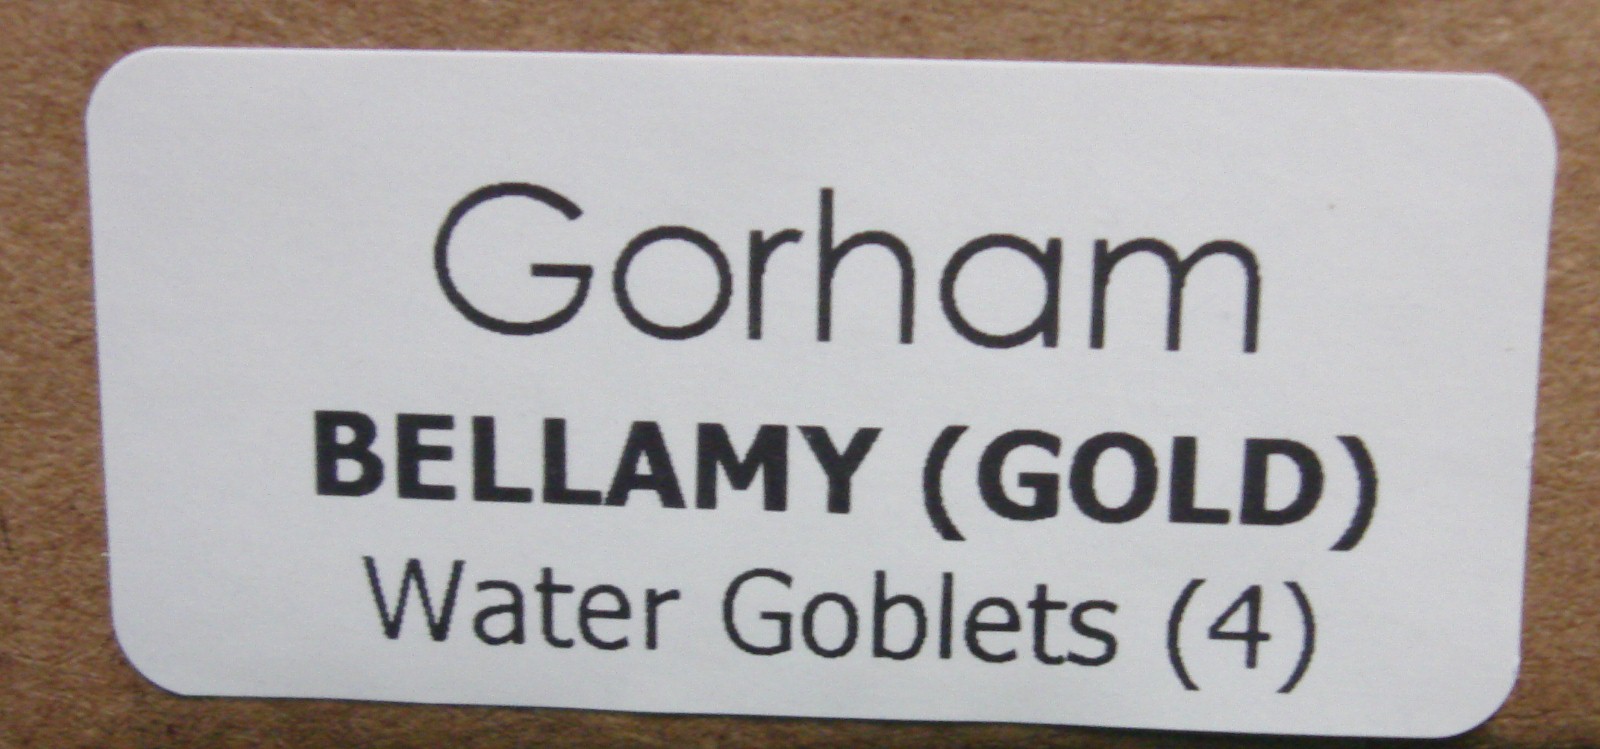 Gorham
BELLAMY (GOLD)
Water Goblets (4)